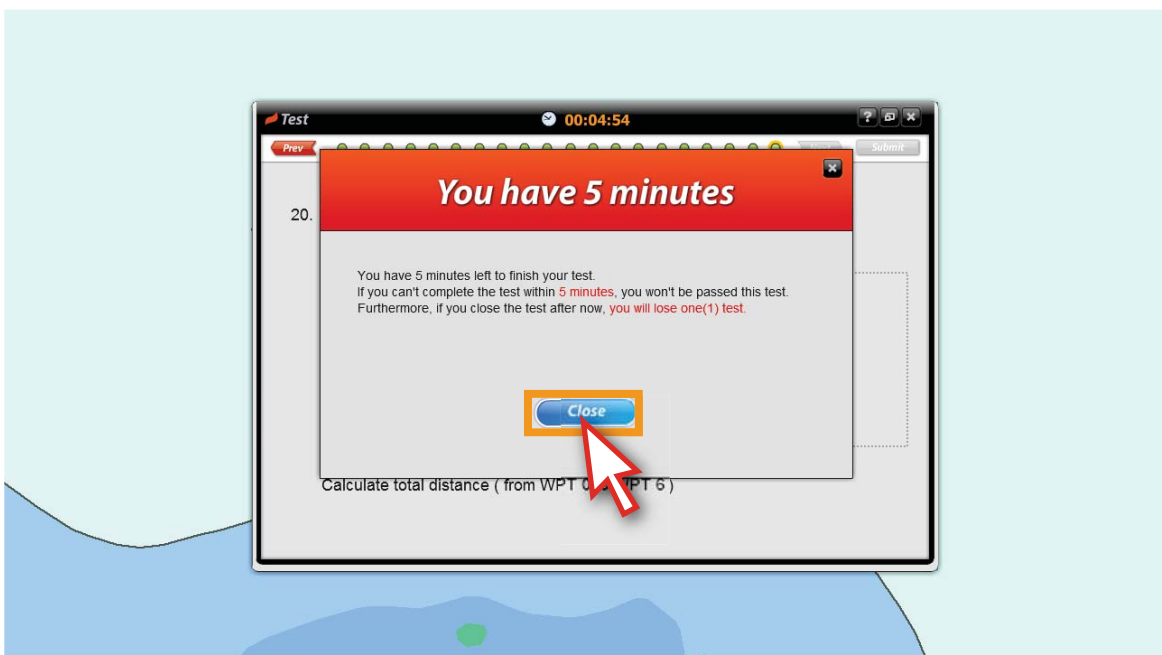 Test
00:04:54
?
Prev
Submit
You have 5 minutes
20.
You have 5 minutes left to finish your test.
If you can't complete the test within 5 minutes, you won't be passed this test.
Furthermore, if you close the test after now, you will lose one(1) test.
Close
Calculate total distance ( from WPT 0 WPT 6 )